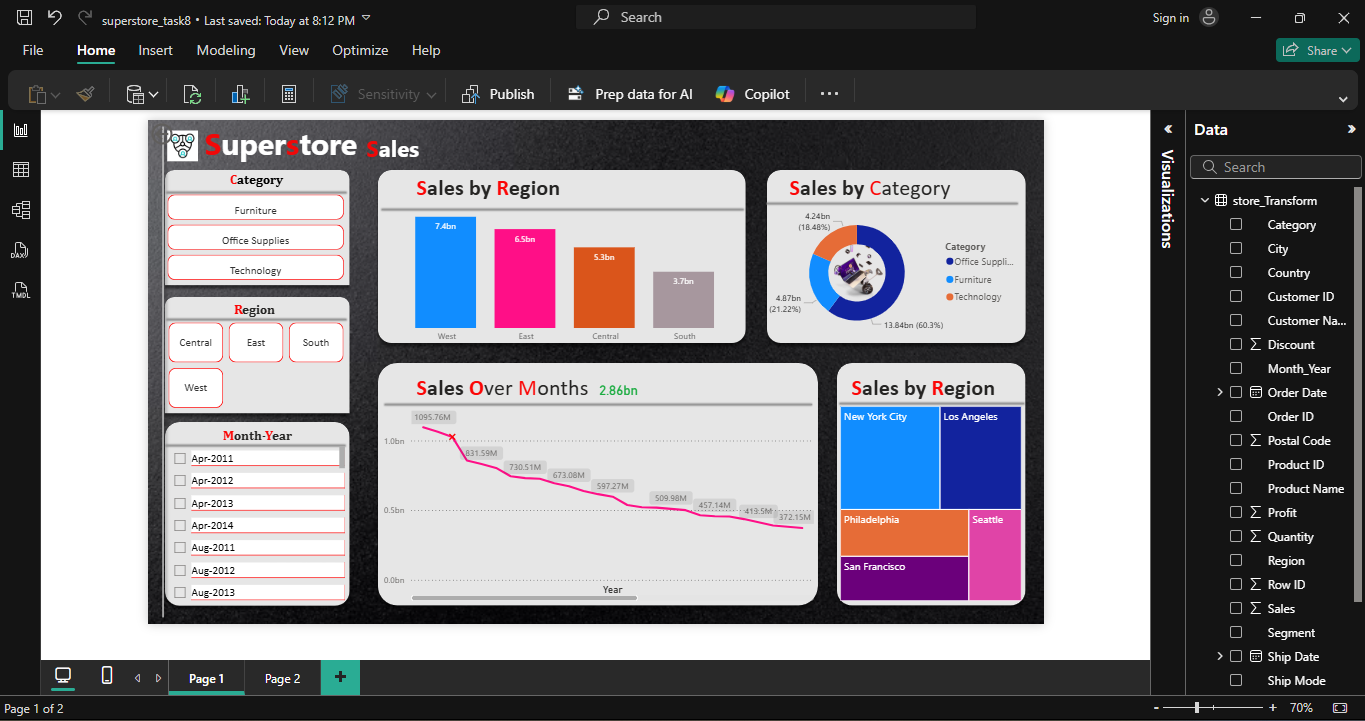 superstore_task8 • Last saved: Today at 8:12 PM
Search
Sign in
File Home Insert Modeling View Optimize Help
Share
Sensitivity
Publish
Prep data for AI
Copilot
DAX
TMDL
Superstore Sales
Category
Furniture
Office Supplies
Technology
Region
Central East South
West
Month-Year
Apr-2011
Apr-2012
Apr-2013
Apr-2014
Aug-2011
Aug-2012
Aug-2013
Sales by Region
7.4bn
6.5bn
5.3bn
3.7bn
West East Central South
Sales by Category
4.24bn
(18.48%)
4.87bn
(21.22%)
13.84bn (60.3%)
Category
Office Suppli...
Furniture
Technology
Sales Over Months 2.86bn
1.0bn
0.5bn
0.0bn
1095.76M
831.59M
730.51M
673.08M
597.27M
509.98M
457.14M
413.5M
372.15M
Year
Sales by Region
New York City
Los Angeles
Philadelphia
Seattle
San Francisco
Visualizations
Data
Search
store_Transform
Category
City
Country
Customer ID
Customer Na...
Discount
Month_Year
Order Date
Order ID
Postal Code
Product ID
Product Name
Profit
Quantity
Region
Row ID
Sales
Segment
Ship Date
Ship Mode
Page 1
Page 2
Page 1 of 2
- + 70%